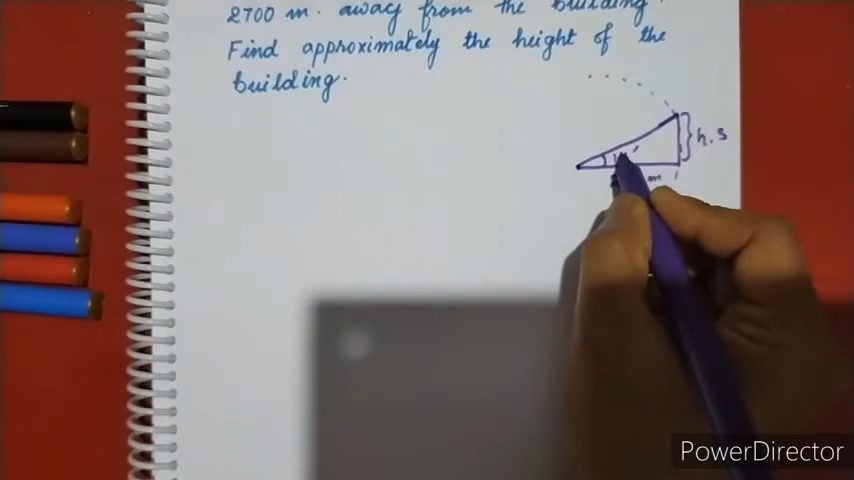 2700 m. away from the building.
Find approximately the height of the
building.
h. s
m
PowerDirector